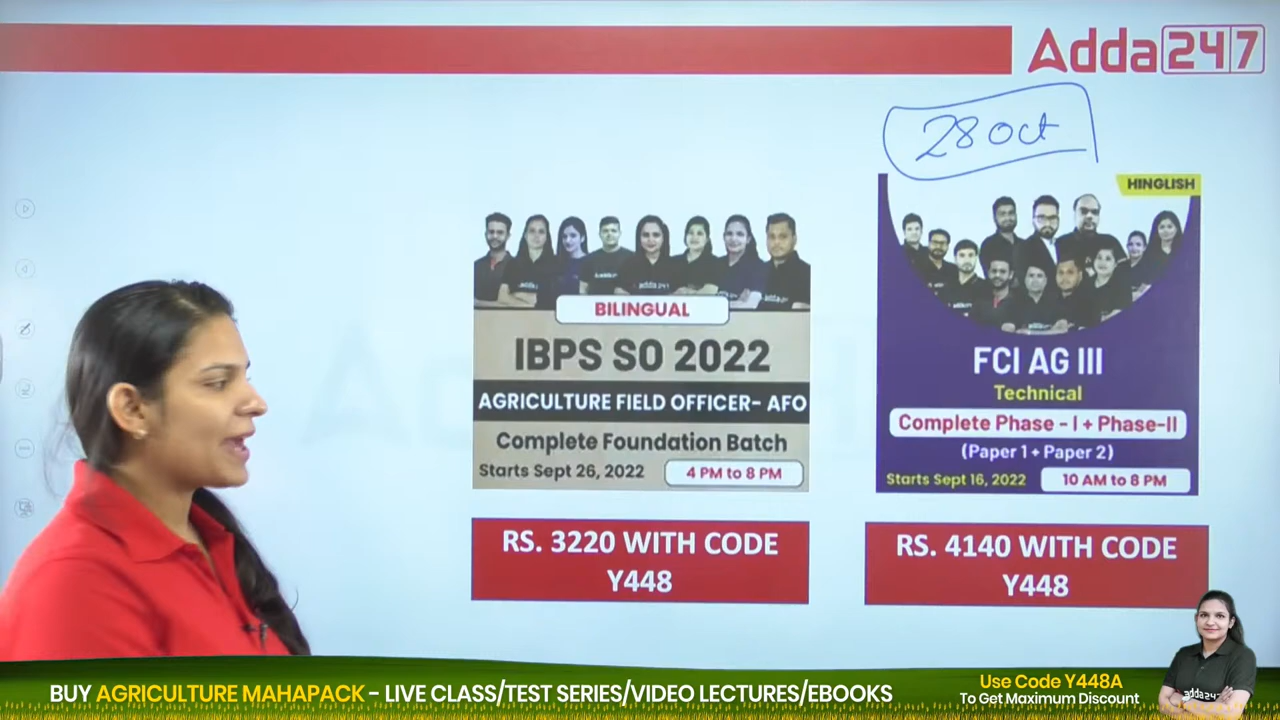 Adda247
28 Oct
HINGLISH
BILINGUAL
IBPS SO 2022
AGRICULTURE FIELD OFFICER- AFO
Complete Foundation Batch
Starts Sept 26, 2022 4 PM to 8 PM
FCI AG III
Technical
Complete Phase - I + Phase-II
(Paper 1 + Paper 2)
Starts Sept 16, 2022 10 AM to 8 PM
RS. 3220 WITH CODE
Y448
RS. 4140 WITH CODE
Y448
BUY AGRICULTURE MAHAPACK - LIVE CLASS/TEST SERIES/VIDEO LECTURES/EBOOKS
Use Code Y448A
To Get Maximum Discount
adda247